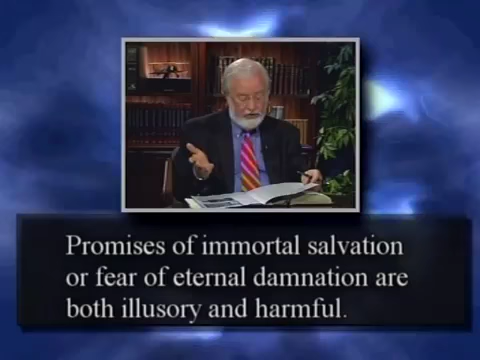 Promises of immortal salvation
or fear of eternal damnation are
both illusory and harmful.